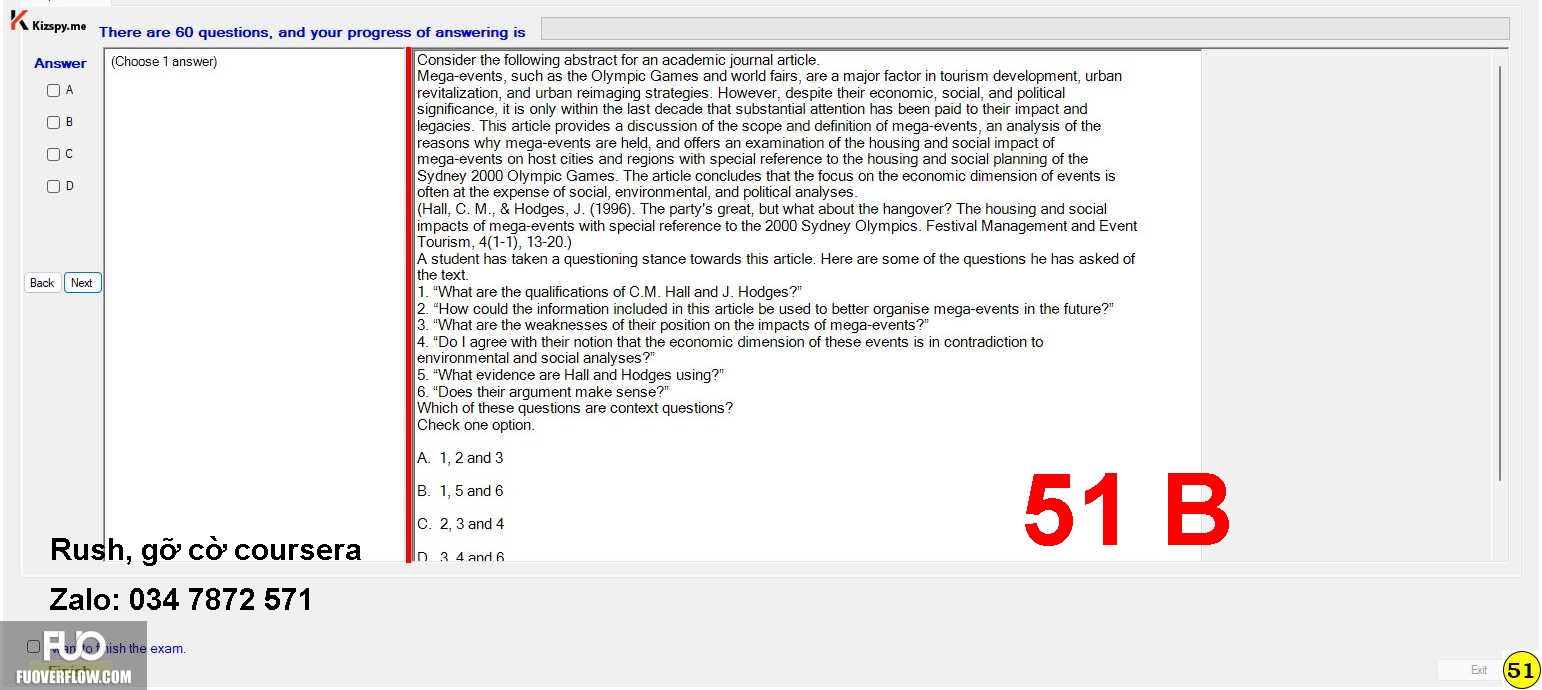 Kizspy.me
There are 60 questions, and your progress of answering is
Answer
(Choose 1 answer)
A
B
C
D
Back
Next
Consider the following abstract for an academic journal article.
Mega-events, such as the Olympic Games and world fairs, are a major factor in tourism development, urban
revitalization, and urban reimaging strategies. However, despite their economic, social, and political
significance, it is only within the last decade that substantial attention has been paid to their impact and
legacies. This article provides a discussion of the scope and definition of mega-events, an analysis of the
reasons why mega-events are held, and offers an examination of the housing and social impact of
mega-events on host cities and regions with special reference to the housing and social planning of the
Sydney 2000 Olympic Games. The article concludes that the focus on the economic dimension of events is
often at the expense of social, environmental, and political analyses.
(Hall, C. M., & Hodges, J. (1996). The party's great, but what about the hangover? The housing and social
impacts of mega-events with special reference to the 2000 Sydney Olympics. Festival Management and Event
Tourism, 4(1-1), 13-20.)
A student has taken a questioning stance towards this article. Here are some of the questions he has asked of
the text.
1. “What are the qualifications of C.M. Hall and J. Hodges?”
2. “How could the information included in this article be used to better organise mega-events in the future?”
3. “What are the weaknesses of their position on the impacts of mega-events?”
4. “Do I agree with their notion that the economic dimension of these events is in contradiction to
environmental and social analyses?”
5. “What evidence are Hall and Hodges using?”
6. “Does their argument make sense?”
Which of these questions are context questions?
Check one option.
A. 1, 2 and 3
B. 1, 5 and 6
C. 2, 3 and 4
D. 3, 4 and 6
51 B
Rush, gỡ cờ coursera
Zalo: 034 7872 571
I want to finish the exam.
Finish
FUO
FUOVERFLOW.COM
Exit
51